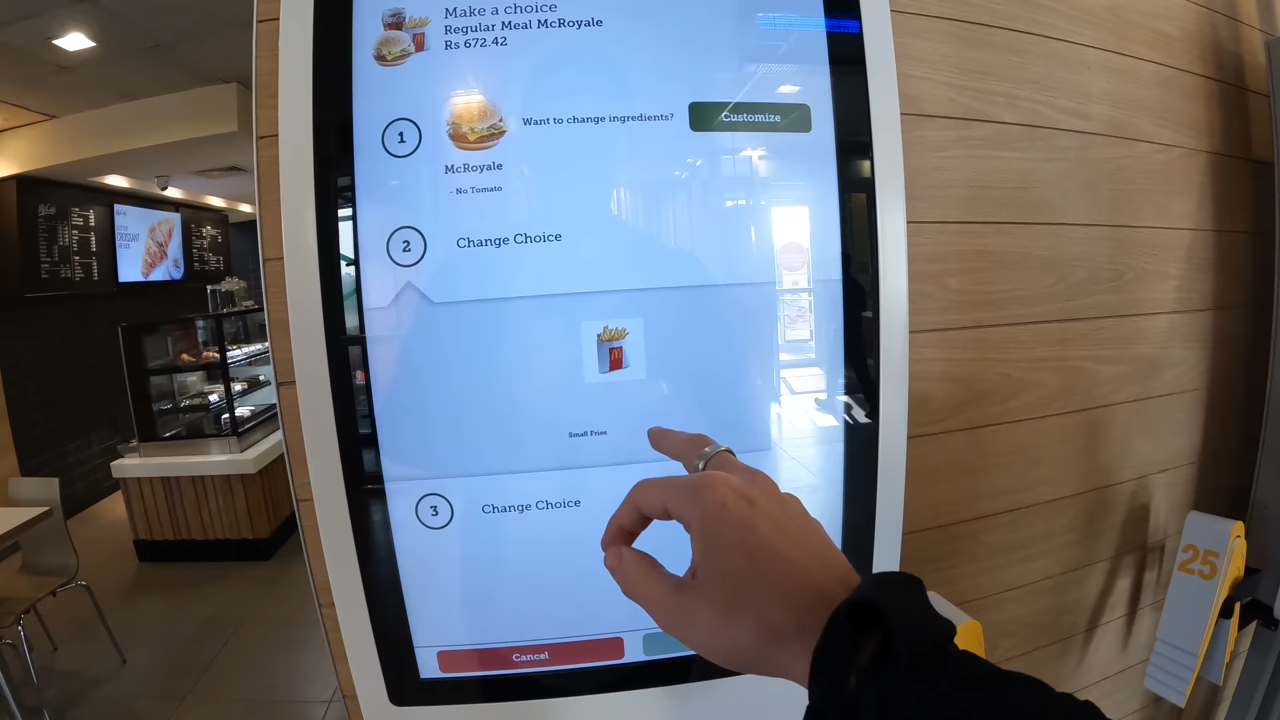 Make a choice
Regular Meal McRoyale
Rs 672.42
1
Want to change ingredients?
Customize
McRoyale
- No Tomato
2
Change Choice
Small Fries
3
Change Choice
Cancel
CROISSANT
25